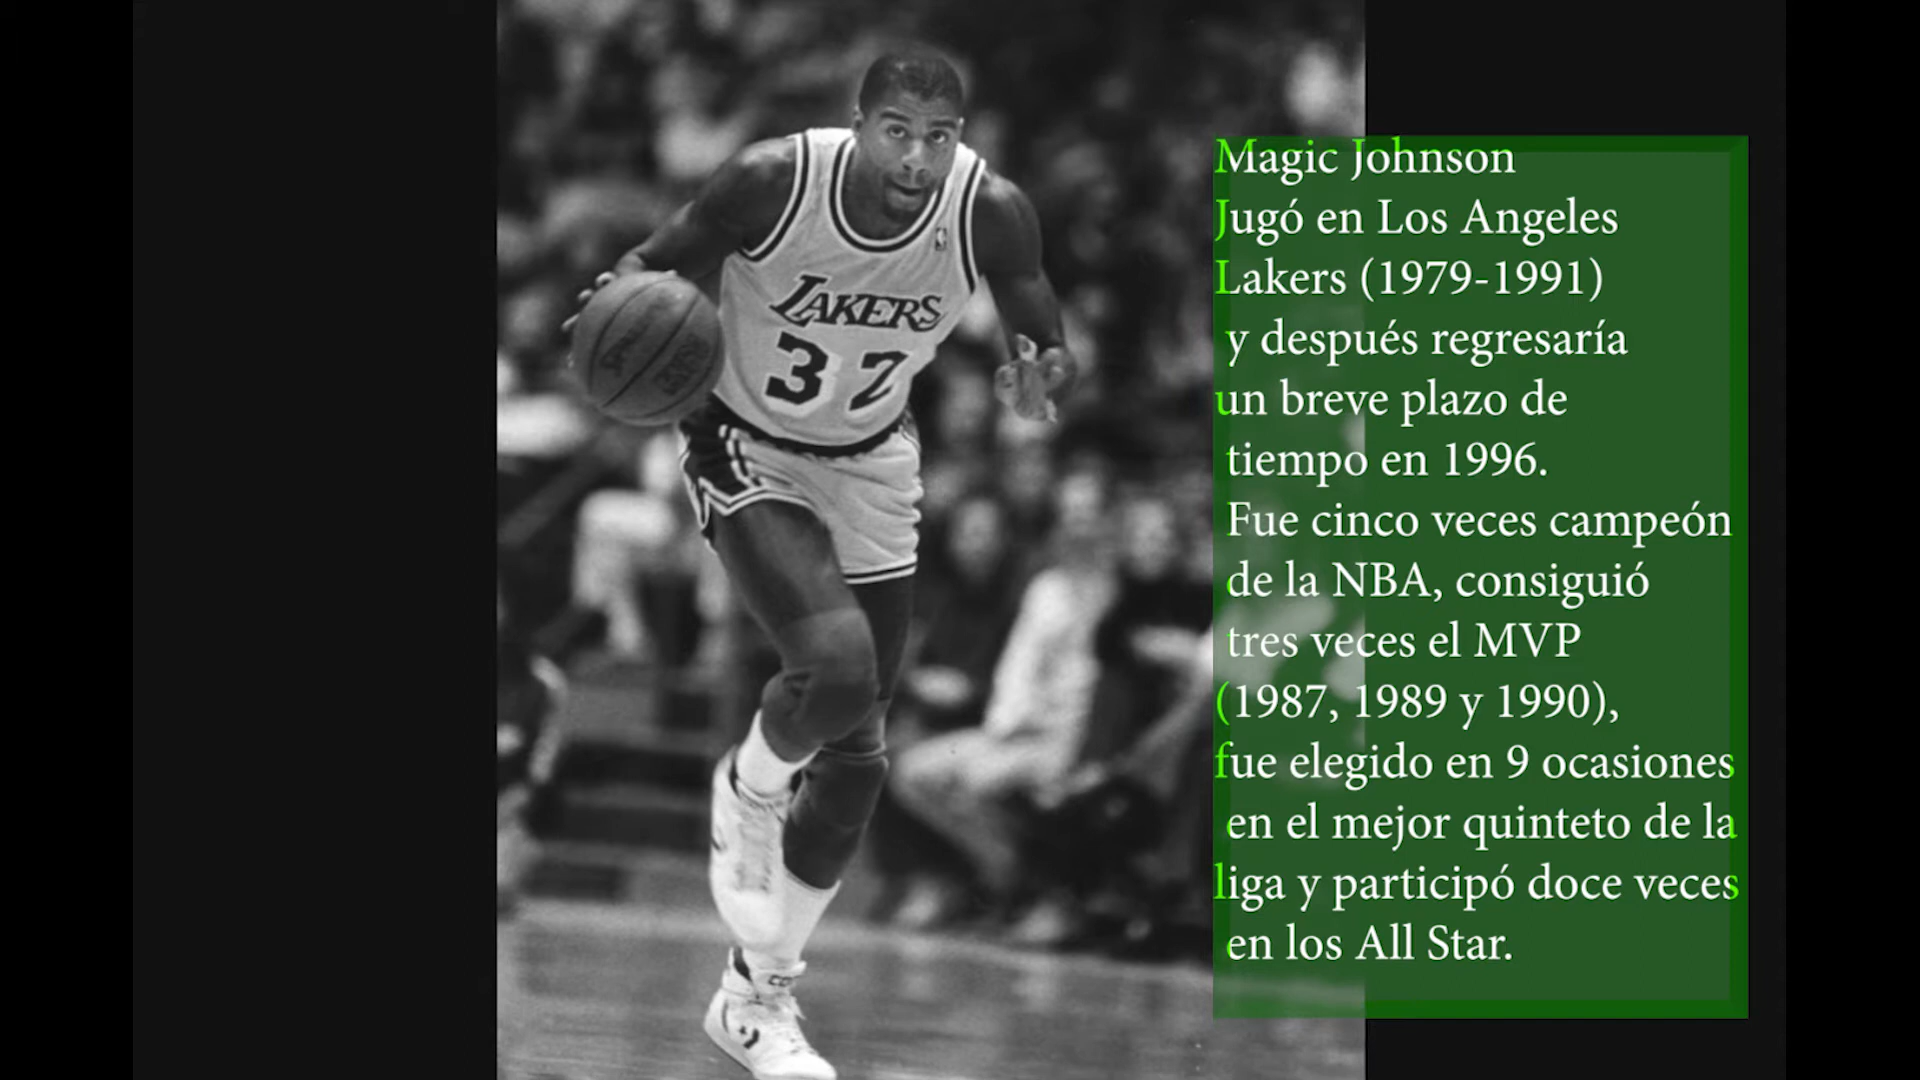 Magic Johnson
Jugó en Los Angeles
Lakers (1979-1991)
y después regresaría
un breve plazo de
tiempo en 1996.
Fue cinco veces campeón
de la NBA, consiguió
tres veces el MVP
(1987, 1989 y 1990),
fue elegido en 9 ocasiones
en el mejor quinteto de la
liga y participó doce veces
en los All Star.
LAKERS
32